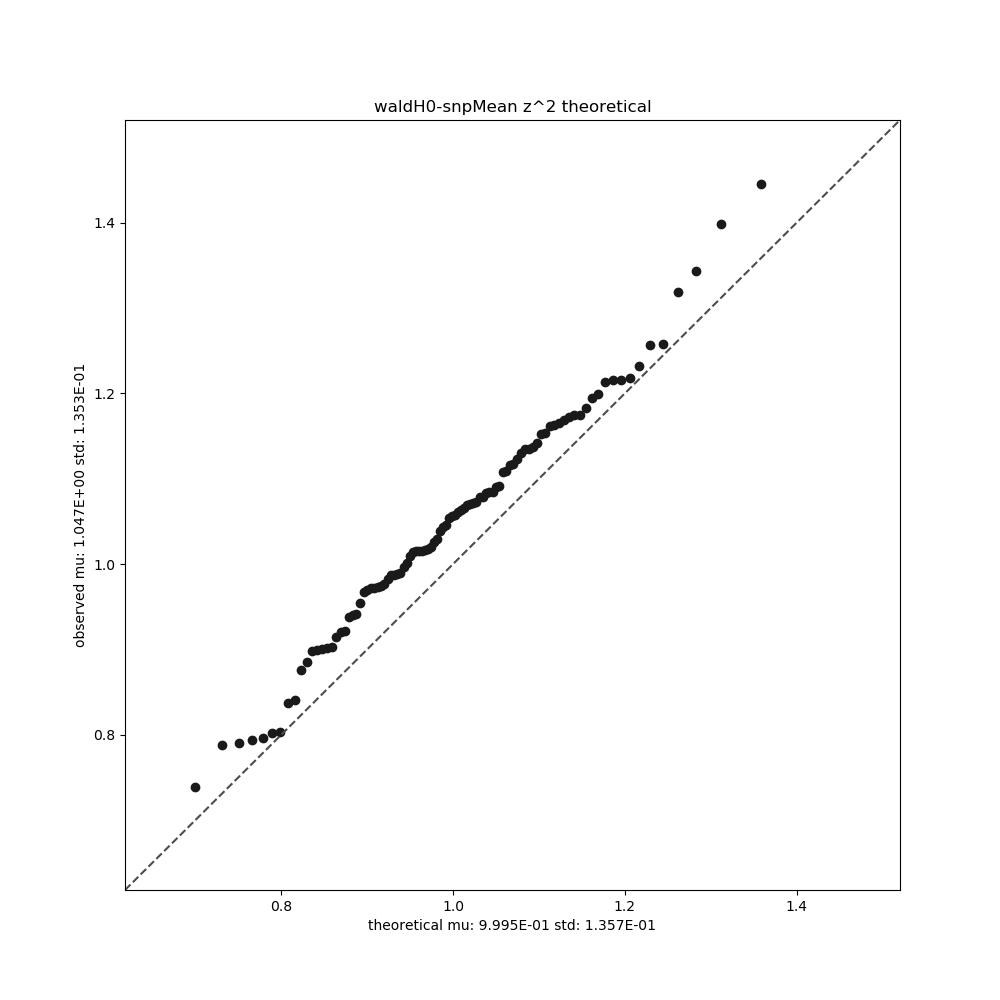 waldH0-snpMean z^2 theoretical
observed mu: 1.047E+00 std: 1.353E-01
1.4
1.2
1.0
0.8
0.8 1.0 1.2 1.4
theoretical mu: 9.995E-01 std: 1.357E-01